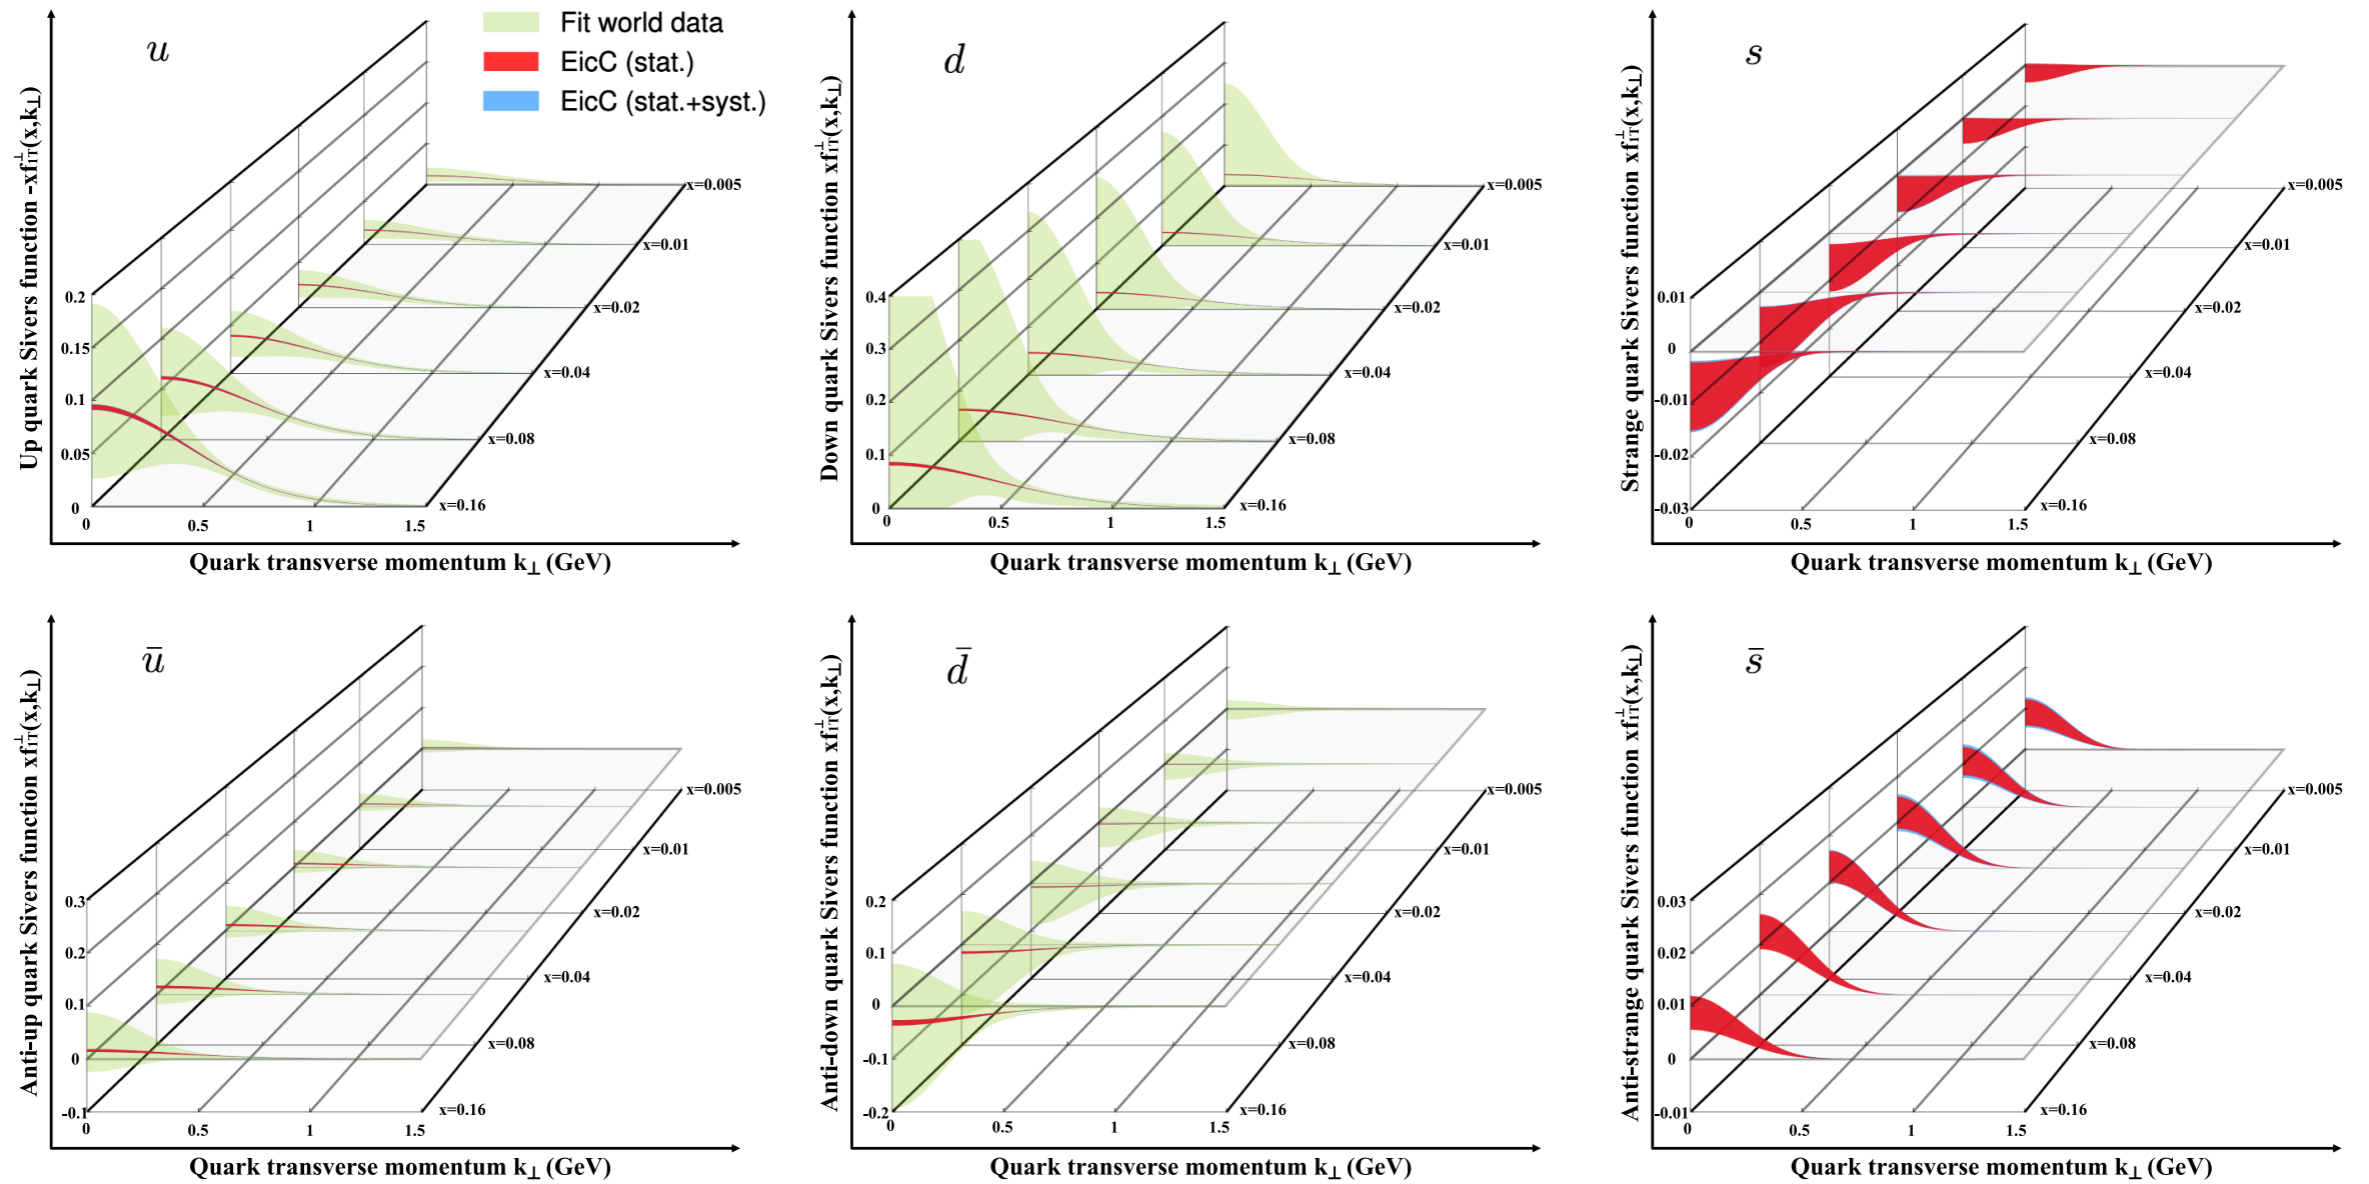 u
Fit world data
EicC (stat.)
EicC (stat.+syst.)
Up quark Sivers function -xf⊥1T(x,k⊥)
0.2
0.15
0.1
0.05
0
0
0.5
1
1.5
x=0.005
x=0.01
x=0.02
x=0.04
x=0.08
x=0.16
Quark transverse momentum k⊥ (GeV)
d
Down quark Sivers function xf⊥1T(x,k⊥)
0.4
0.3
0.2
0.1
0
0
0.5
1
1.5
x=0.005
x=0.01
x=0.02
x=0.04
x=0.08
x=0.16
Quark transverse momentum k⊥ (GeV)
s
Strange quark Sivers function xf⊥1T(x,k⊥)
0.01
0
-0.01
-0.02
-0.03
0
0.5
1
1.5
x=0.005
x=0.01
x=0.02
x=0.04
x=0.08
x=0.16
Quark transverse momentum k⊥ (GeV)
ū
Anti-up quark Sivers function xf⊥1T(x,k⊥)
0.3
0.2
0.1
0
-0.1
0
0.5
1
1.5
x=0.005
x=0.01
x=0.02
x=0.04
x=0.08
x=0.16
Quark transverse momentum k⊥ (GeV)
d̄
Anti-down quark Sivers function xf⊥1T(x,k⊥)
0.2
0.1
0
-0.1
-0.2
0
0.5
1
1.5
x=0.005
x=0.01
x=0.02
x=0.04
x=0.08
x=0.16
Quark transverse momentum k⊥ (GeV)
s̄
Anti-strange quark Sivers function xf⊥1T(x,k⊥)
0.03
0.02
0.01
0
-0.01
0
0.5
1
1.5
x=0.005
x=0.01
x=0.02
x=0.04
x=0.08
x=0.16
Quark transverse momentum k⊥ (GeV)